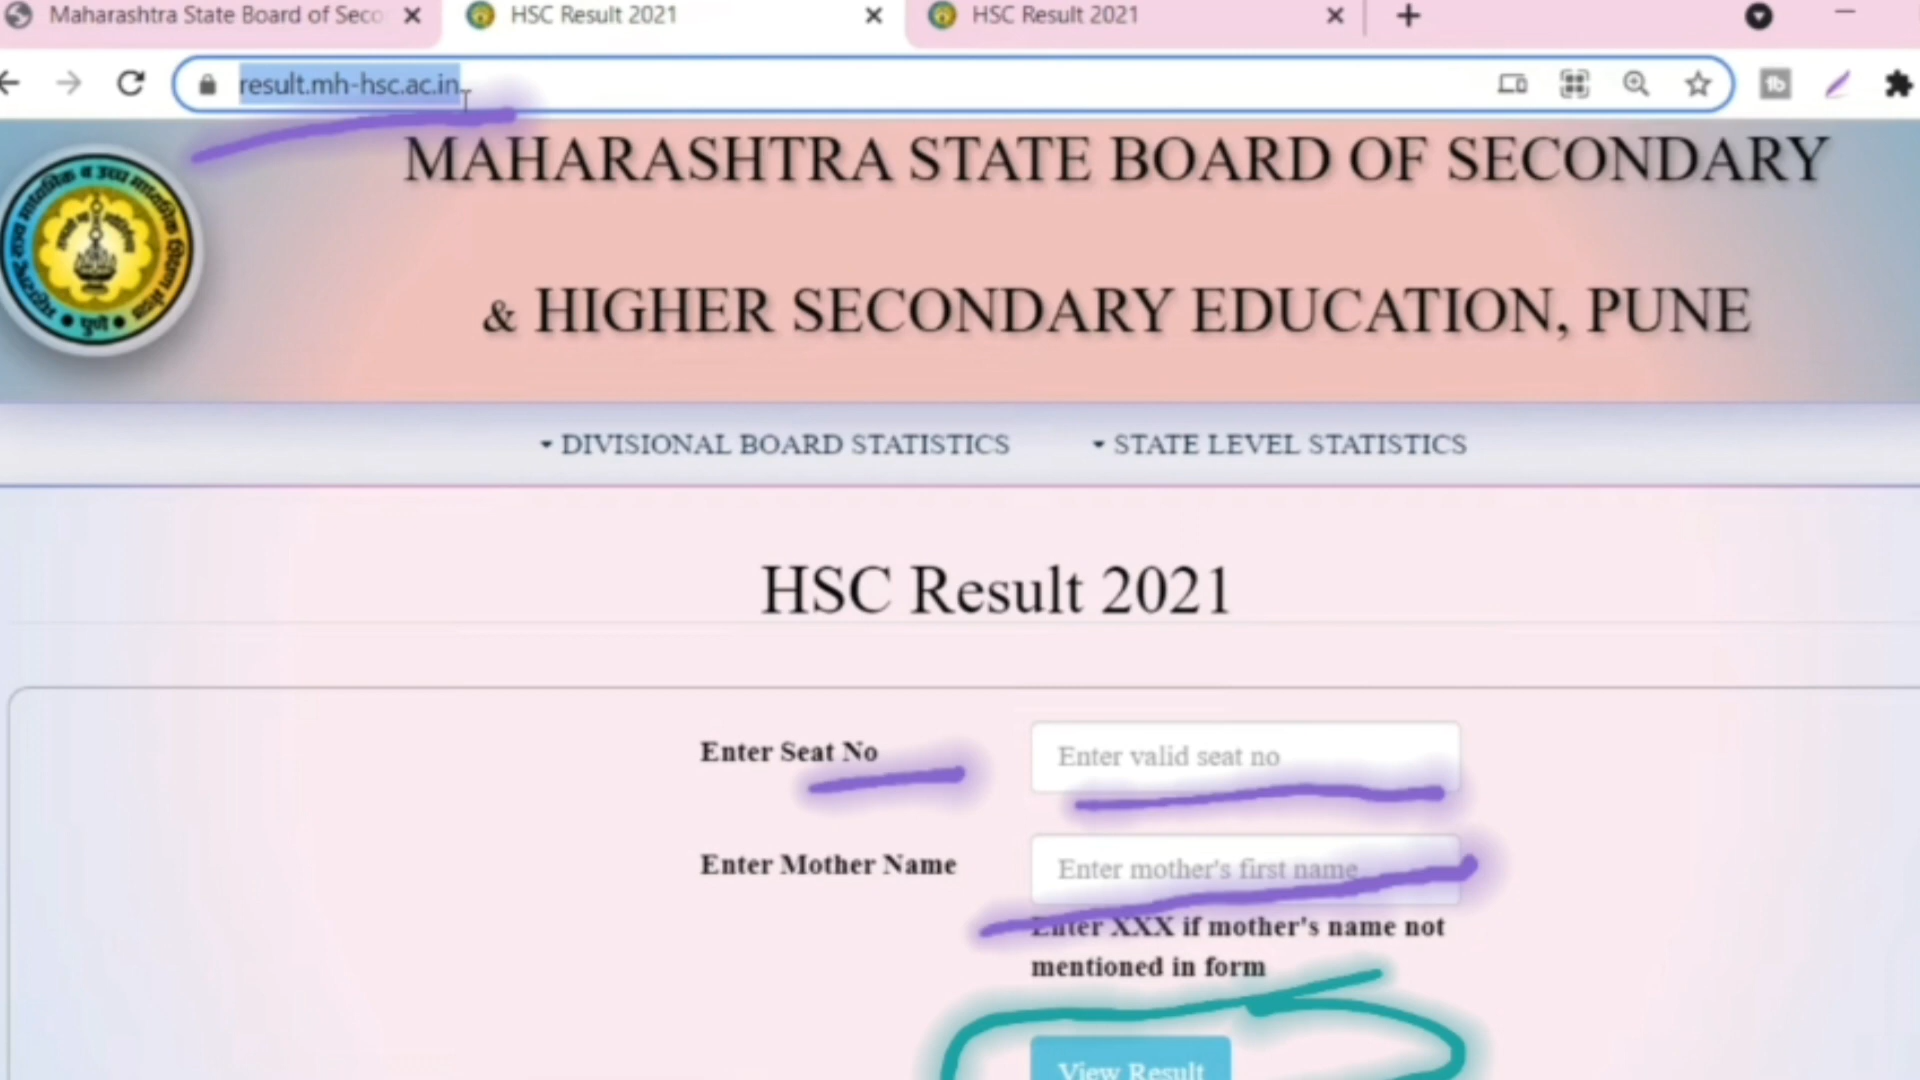 Maharashtra State Board of Seco
HSC Result 2021
HSC Result 2021
result.mh-hsc.ac.in
MAHARASHTRA STATE BOARD OF SECONDARY
& HIGHER SECONDARY EDUCATION, PUNE
पुणे
DIVISIONAL BOARD STATISTICS
STATE LEVEL STATISTICS
HSC Result 2021
Enter Seat No
Enter valid seat no
Enter Mother Name
Enter mother's first name
Enter XXX if mother's name not
mentioned in form
View Result